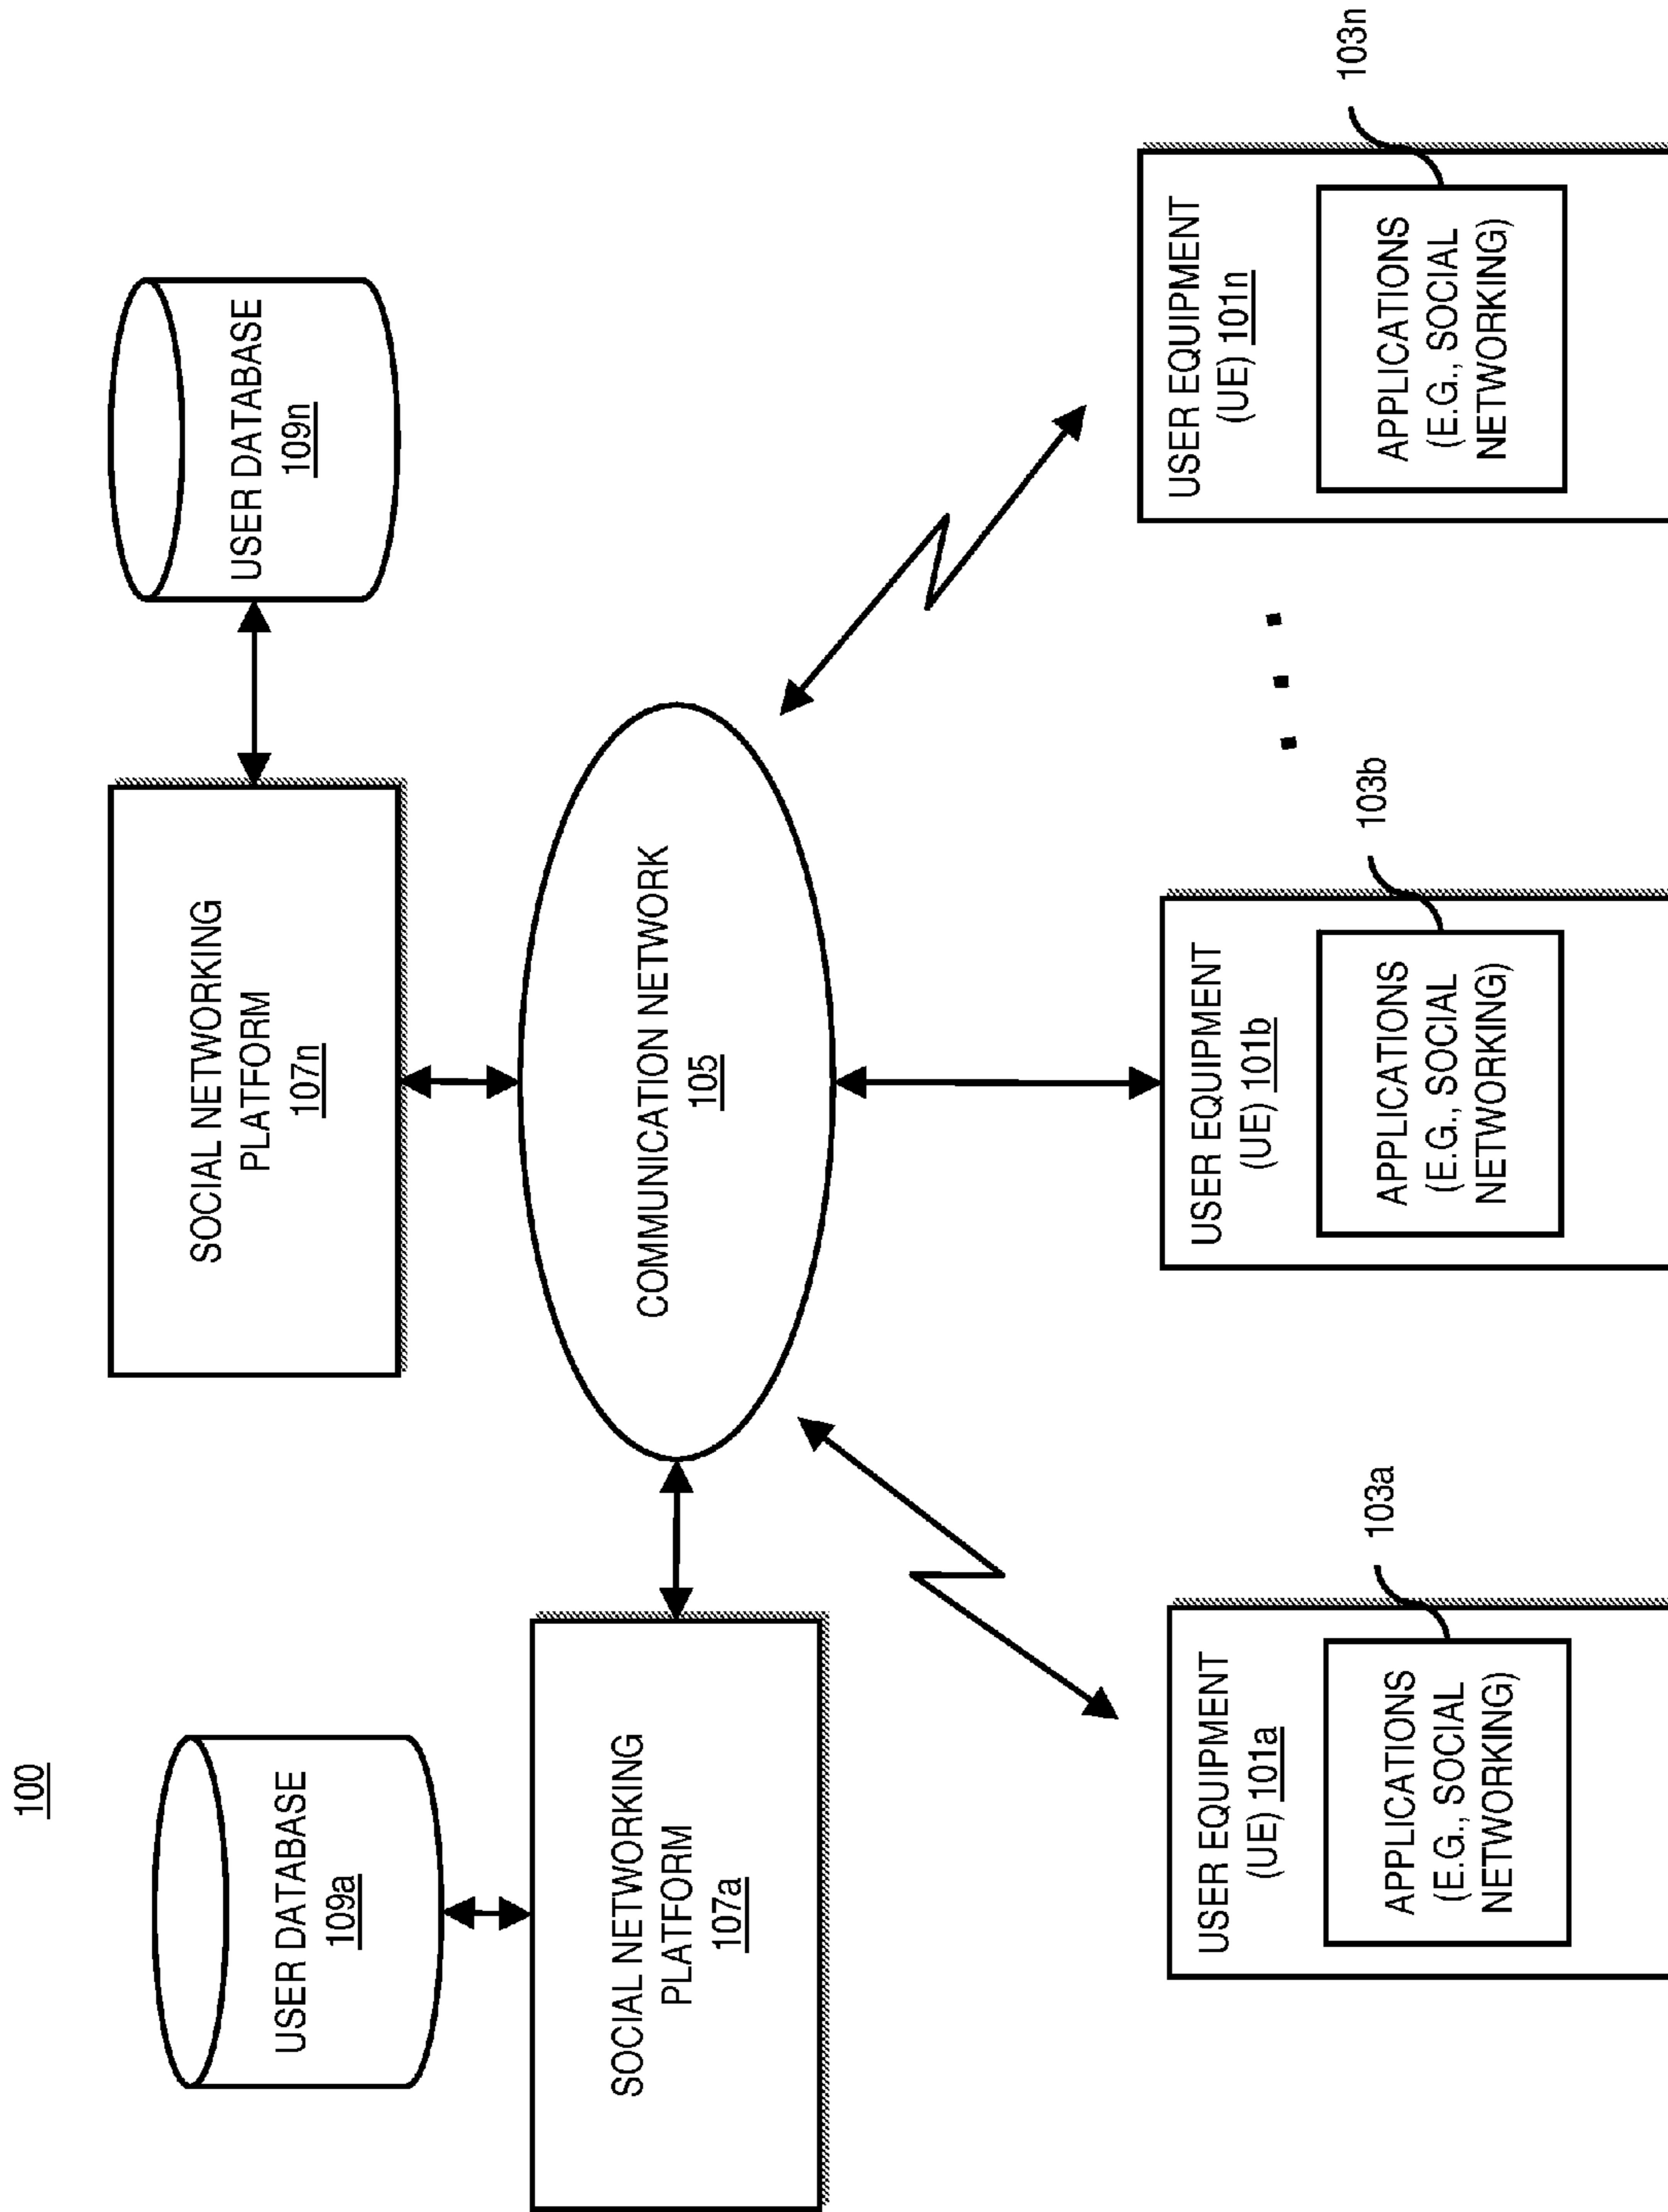 100
USER DATABASE
109a
SOCIAL NETWORKING
PLATFORM
107a
SOCIAL NETWORKING
PLATFORM
107n
USER DATABASE
109n
COMMUNICATION NETWORK
105
USER EQUIPMENT
(UE) 101a
APPLICATIONS
(E.G., SOCIAL
NETWORKING)
103a
USER EQUIPMENT
(UE) 101b
APPLICATIONS
(E.G., SOCIAL
NETWORKING)
103b
USER EQUIPMENT
(UE) 101n
APPLICATIONS
(E.G., SOCIAL
NETWORKING)
103n